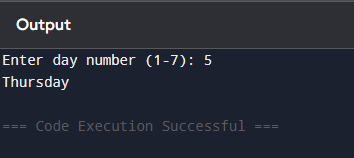 Output
Enter day number (1-7): 5
Thursday
=== Code Execution Successful ===